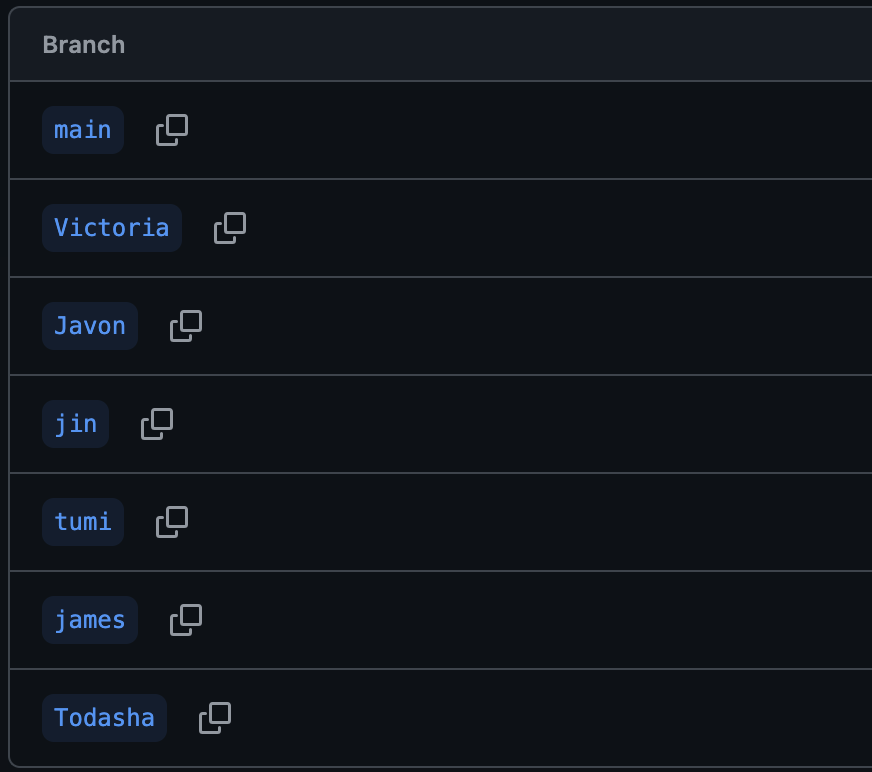 Branch
main
Victoria
Javon
jin
tumi
james
Todasha